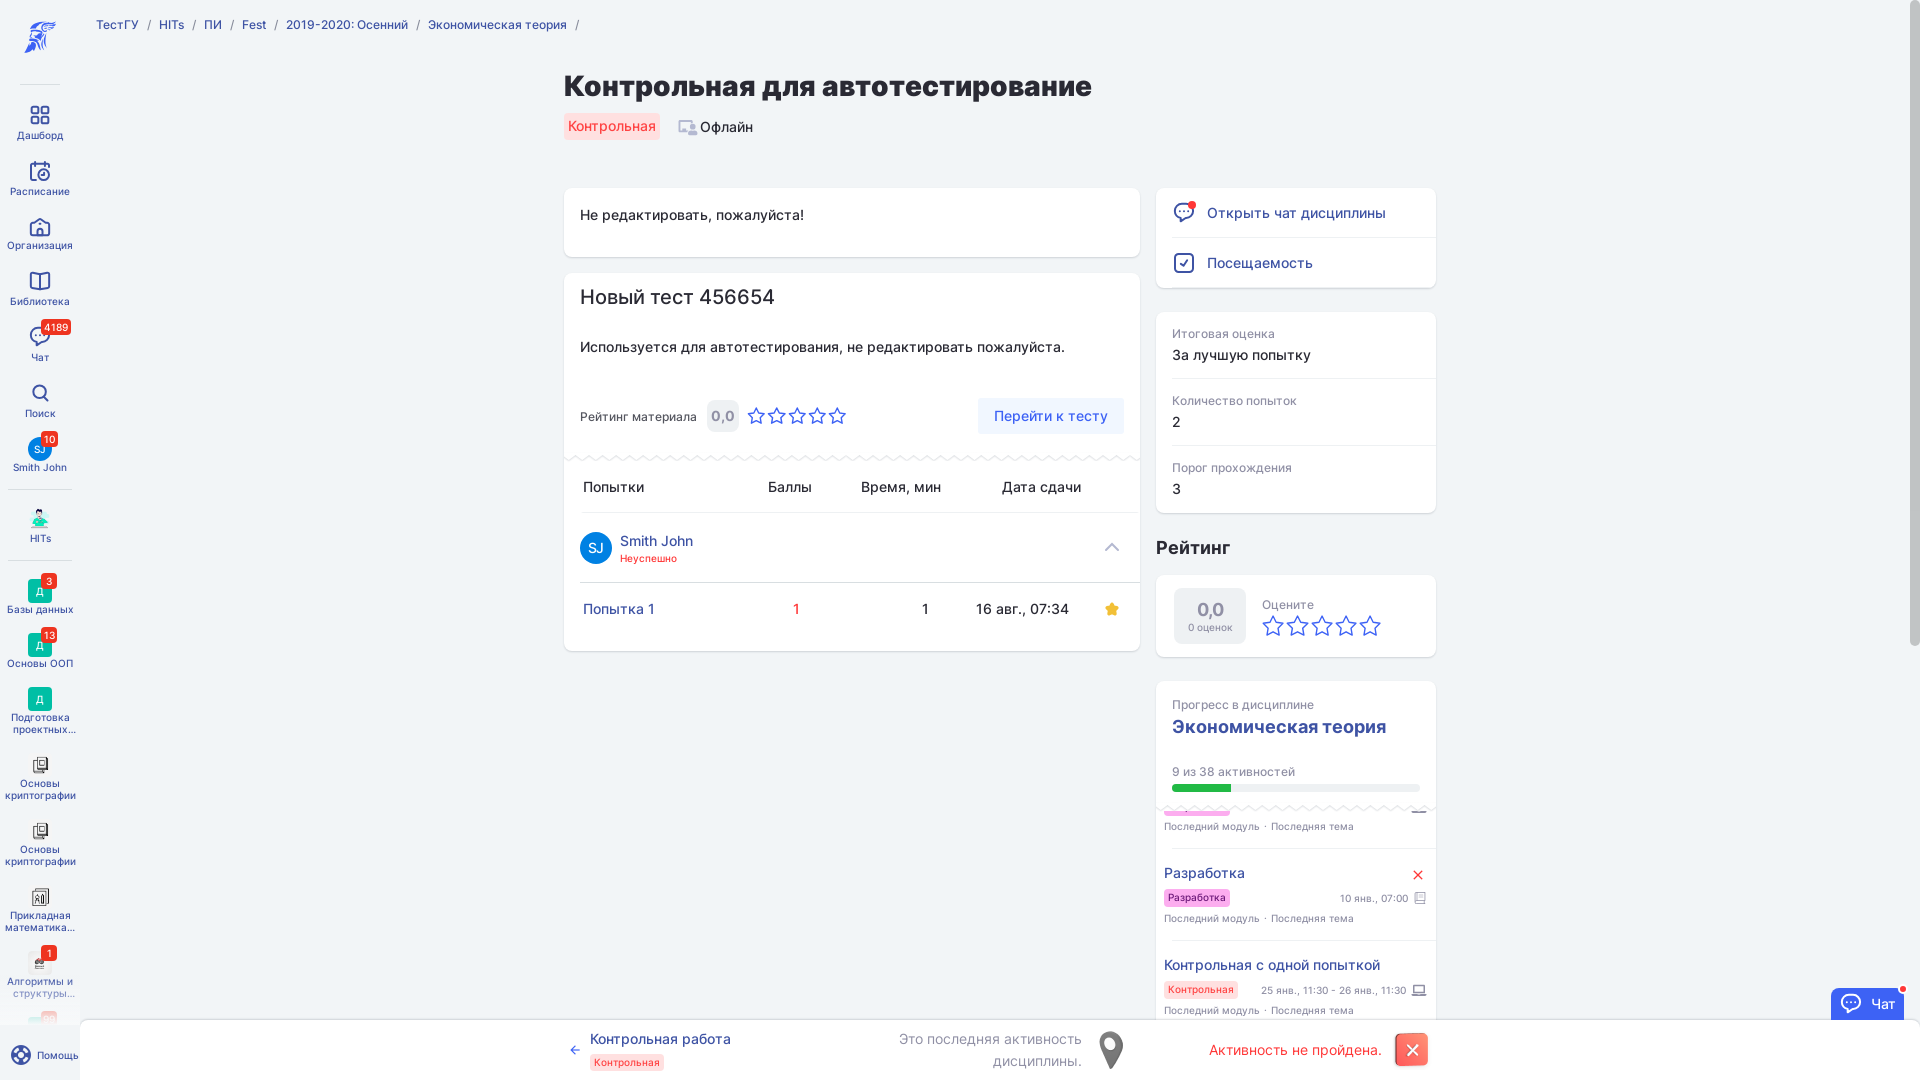 ТестГУ / HITs / ПИ / Fest / 2019-2020: Осенний / Экономическая теория /
Дашборд
Расписание
Организация
Библиотека
4189
Чат
Поиск
10
SJ
Smith John
HITs
3
Д
Базы данных
13
Д
Основы ООП
Д
Подготовка
проектных...
Основы
криптографии
Основы
криптографии
Прикладная
математика...
1
Алгоритмы и
структуры...
Помощь
Контрольная для автотестирование
Контрольная
Офлайн
Не редактировать, пожалуйста!
Новый тест 456654
Используется для автотестирования, не редактировать пожалуйста.
Рейтинг материала 0,0
Перейти к тесту
Попытки Баллы Время, мин Дата сдачи
SJ
Smith John
Неуспешно
Попытка 1 1 1 16 авг., 07:34
Открыть чат дисциплины
Посещаемость
Итоговая оценка
За лучшую попытку
Количество попыток
2
Порог прохождения
3
Рейтинг
0,0
0 оценок
Оцените
Прогресс в дисциплине
Экономическая теория
9 из 38 активностей
Последний модуль · Последняя тема
Разработка
Разработка 10 янв., 07:00
Последний модуль · Последняя тема
Контрольная с одной попыткой
Контрольная 25 янв., 11:30 - 26 янв., 11:30
Последний модуль · Последняя тема
Чат
Контрольная работа
Контрольная
Это последняя активность
дисциплины.
Активность не пройдена.